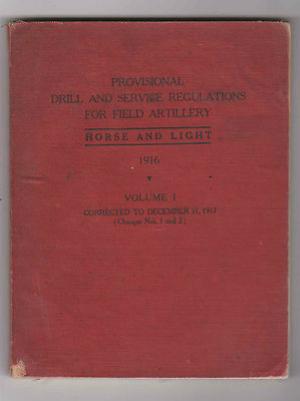 PROVISIONAL
DRILL AND SERVICE REGULATIONS
FOR FIELD ARTILLERY
HORSE AND LIGHT
1916
VOLUME I
CORRECTED TO DECEMBER 31, 1917
(Changes Nos. 1 and 2)